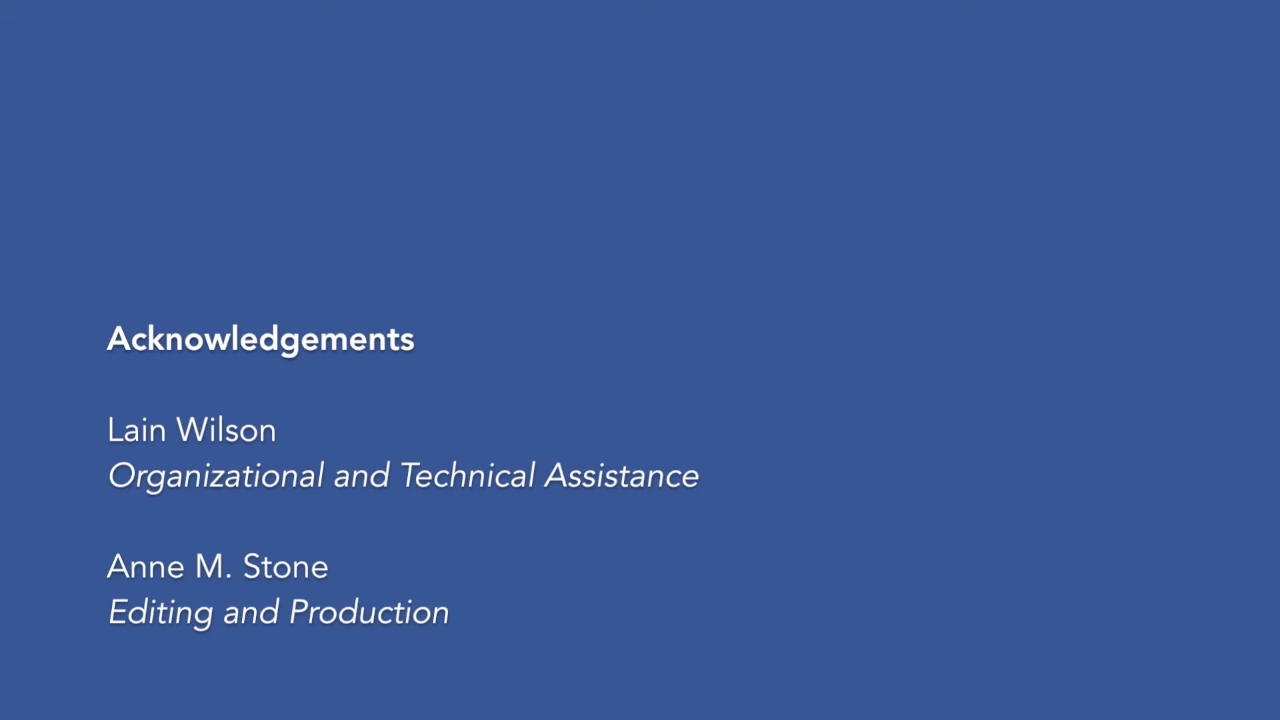 Acknowledgements
Lain Wilson
Organizational and Technical Assistance
Anne M. Stone
Editing and Production